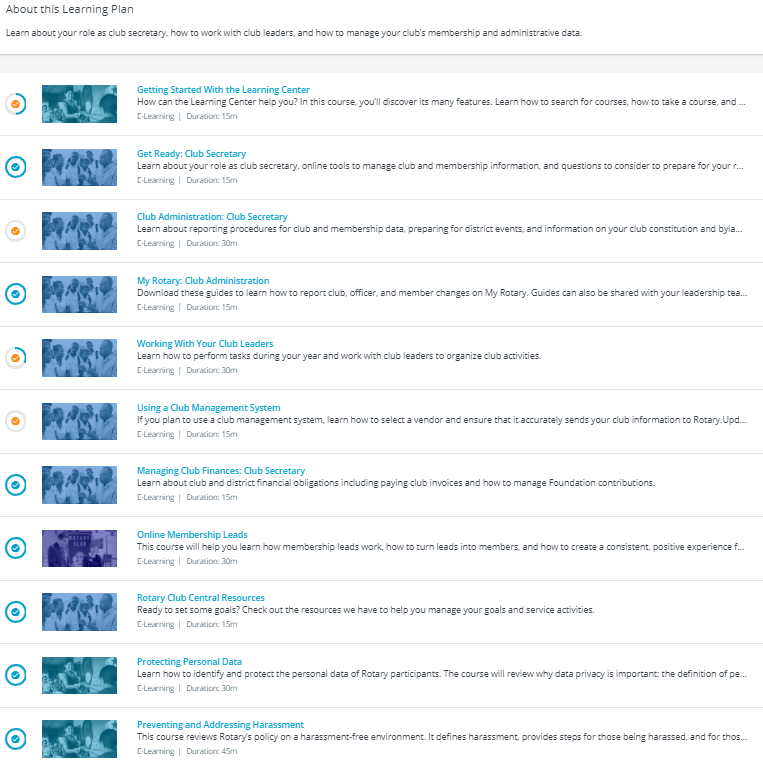 About this Learning Plan
Learn about your role as club secretary, how to work with club leaders, and how to manage your club's membership and administrative data.
Getting Started With the Learning Center
How can the Learning Center help you? In this course, you'll discover its many features. Learn how to search for courses, how to take a course, and ...
E-Learning | Duration: 15m
Get Ready: Club Secretary
Learn about your role as club secretary, online tools to manage club and membership information, and questions to consider to prepare for your r...
E-Learning | Duration: 15m
Club Administration: Club Secretary
Learn about reporting procedures for club and membership data, preparing for district events, and information on your club constitution and byla...
E-Learning | Duration: 30m
My Rotary: Club Administration
Download these guides to learn how to report club, officer, and member changes on My Rotary. Guides can also be shared with your leadership tea...
E-Learning | Duration: 15m
Working With Your Club Leaders
Learn how to perform tasks during your year and work with club leaders to organize club activities.
E-Learning | Duration: 30m
Using a Club Management System
If you plan to use a club management system, learn how to select a vendor and ensure that it accurately sends your club information to Rotary.Upd...
E-Learning | Duration: 15m
Managing Club Finances: Club Secretary
Learn about club and district financial obligations including paying club invoices and how to manage Foundation contributions.
E-Learning | Duration: 15m
ROTARY
CLUB
Online Membership Leads
This course will help you learn how membership leads work, how to turn leads into members, and how to create a consistent, positive experience f...
E-Learning | Duration: 30m
Rotary Club Central Resources
Ready to set some goals? Check out the resources we have to help you manage your goals and service activities.
E-Learning | Duration: 15m
Protecting Personal Data
Learn how to identify and protect the personal data of Rotary participants. The course will review why data privacy is important; the definition of pe...
E-Learning | Duration: 30m
Preventing and Addressing Harassment
This course reviews Rotary's policy on a harassment-free environment. It defines harassment, provides steps for those being harassed, and for thos...
E-Learning | Duration: 45m